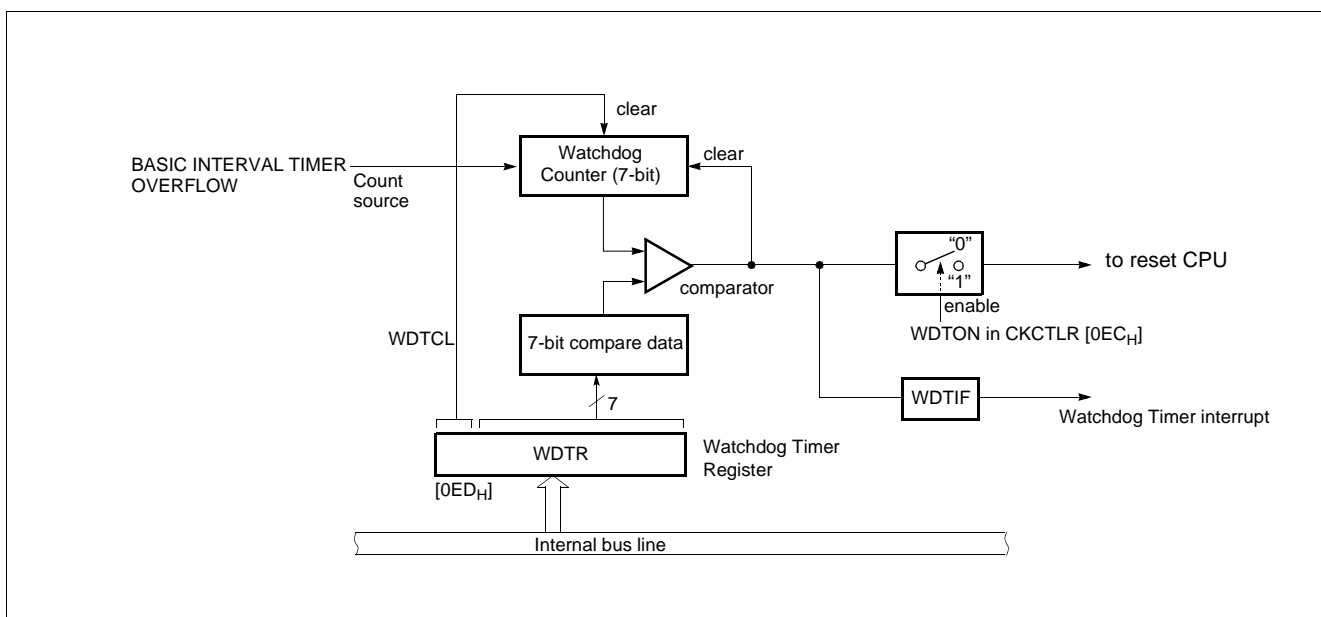 clear
BASIC INTERVAL TIMER
OVERFLOW
Count
source
Watchdog
Counter (7-bit)
clear
comparator
“0”
“1”
to reset CPU
enable
WDTON in CKCTLR [0ECH]
WDTCL
7-bit compare data
7
WDTIF
Watchdog Timer interrupt
WDTR
Watchdog Timer
Register
[0EDH]
Internal bus line